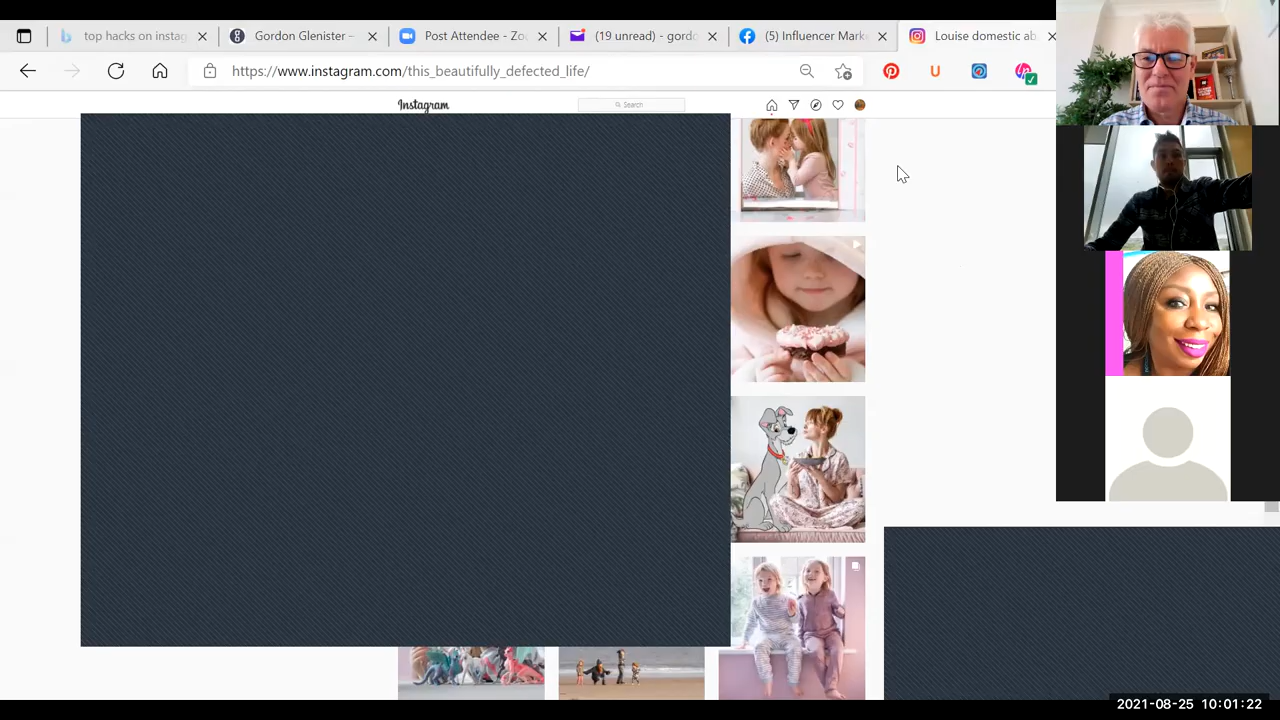 top hacks on instag
Gordon Glenister –
Post Attendee - Zo
(19 unread) - gordo
(5) Influencer Mark
Louise domestic ab
https://www.instagram.com/this_beautifully_defected_life/
Instagram
Search
2021-08-25 10:01:22